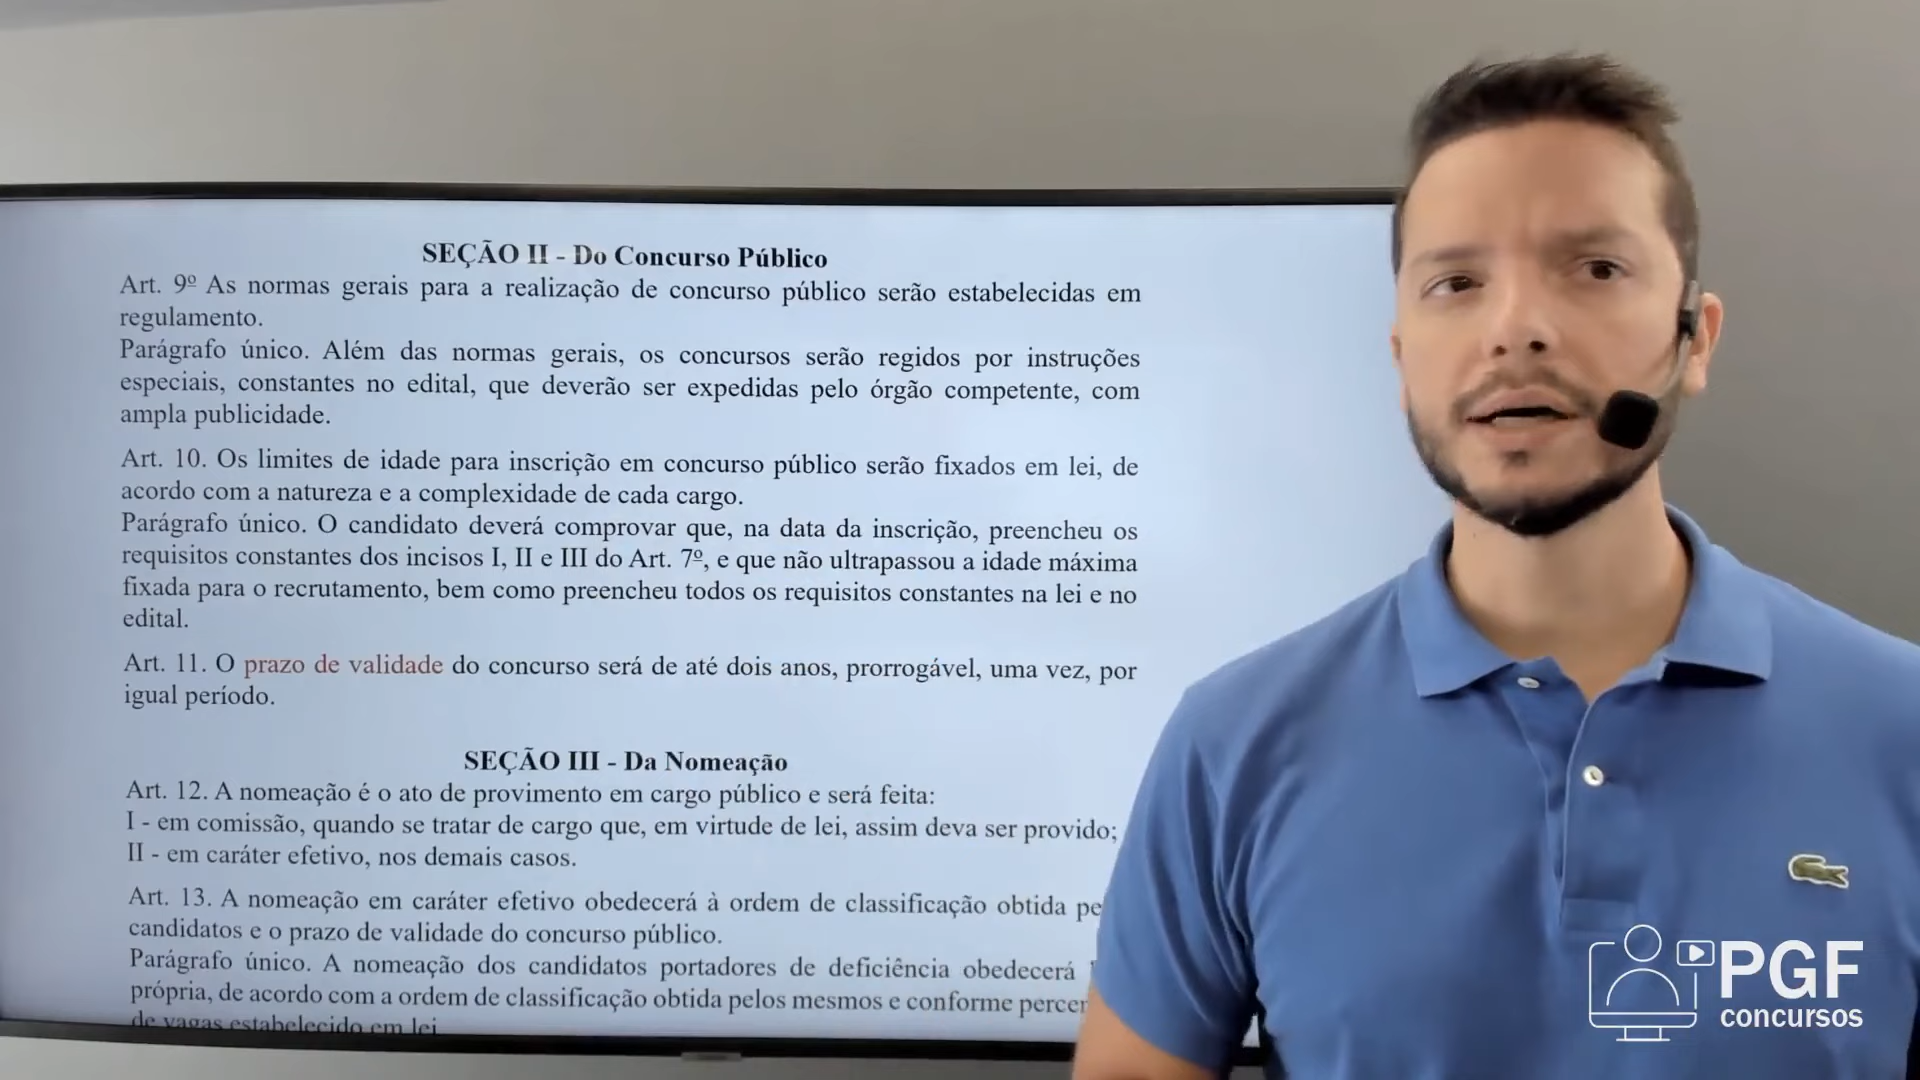 SEÇÃO II - Do Concurso Público
Art. 9º As normas gerais para a realização de concurso público serão estabelecidas em
regulamento.
Parágrafo único. Além das normas gerais, os concursos serão regidos por instruções
especiais, constantes no edital, que deverão ser expedidas pelo órgão competente, com
ampla publicidade.
Art. 10. Os limites de idade para inscrição em concurso público serão fixados em lei, de
acordo com a natureza e a complexidade de cada cargo.
Parágrafo único. O candidato deverá comprovar que, na data da inscrição, preencheu os
requisitos constantes dos incisos I, II e III do Art. 7º, e que não ultrapassou a idade máxima
fixada para o recrutamento, bem como preencheu todos os requisitos constantes na lei e no
edital.
Art. 11. O prazo de validade do concurso será de até dois anos, prorrogável, uma vez, por
igual período.
SEÇÃO III - Da Nomeação
Art. 12. A nomeação é o ato de provimento em cargo público e será feita:
I - em comissão, quando se tratar de cargo que, em virtude de lei, assim deva ser provido;
II - em caráter efetivo, nos demais casos.
Art. 13. A nomeação em caráter efetivo obedecerá à ordem de classificação obtida pe
candidatos e o prazo de validade do concurso público.
Parágrafo único. A nomeação dos candidatos portadores de deficiência obedecerá
própria, de acordo com a ordem de classificação obtida pelos mesmos e conforme percen
de vagas estabelecido em lei
PGF
concursos